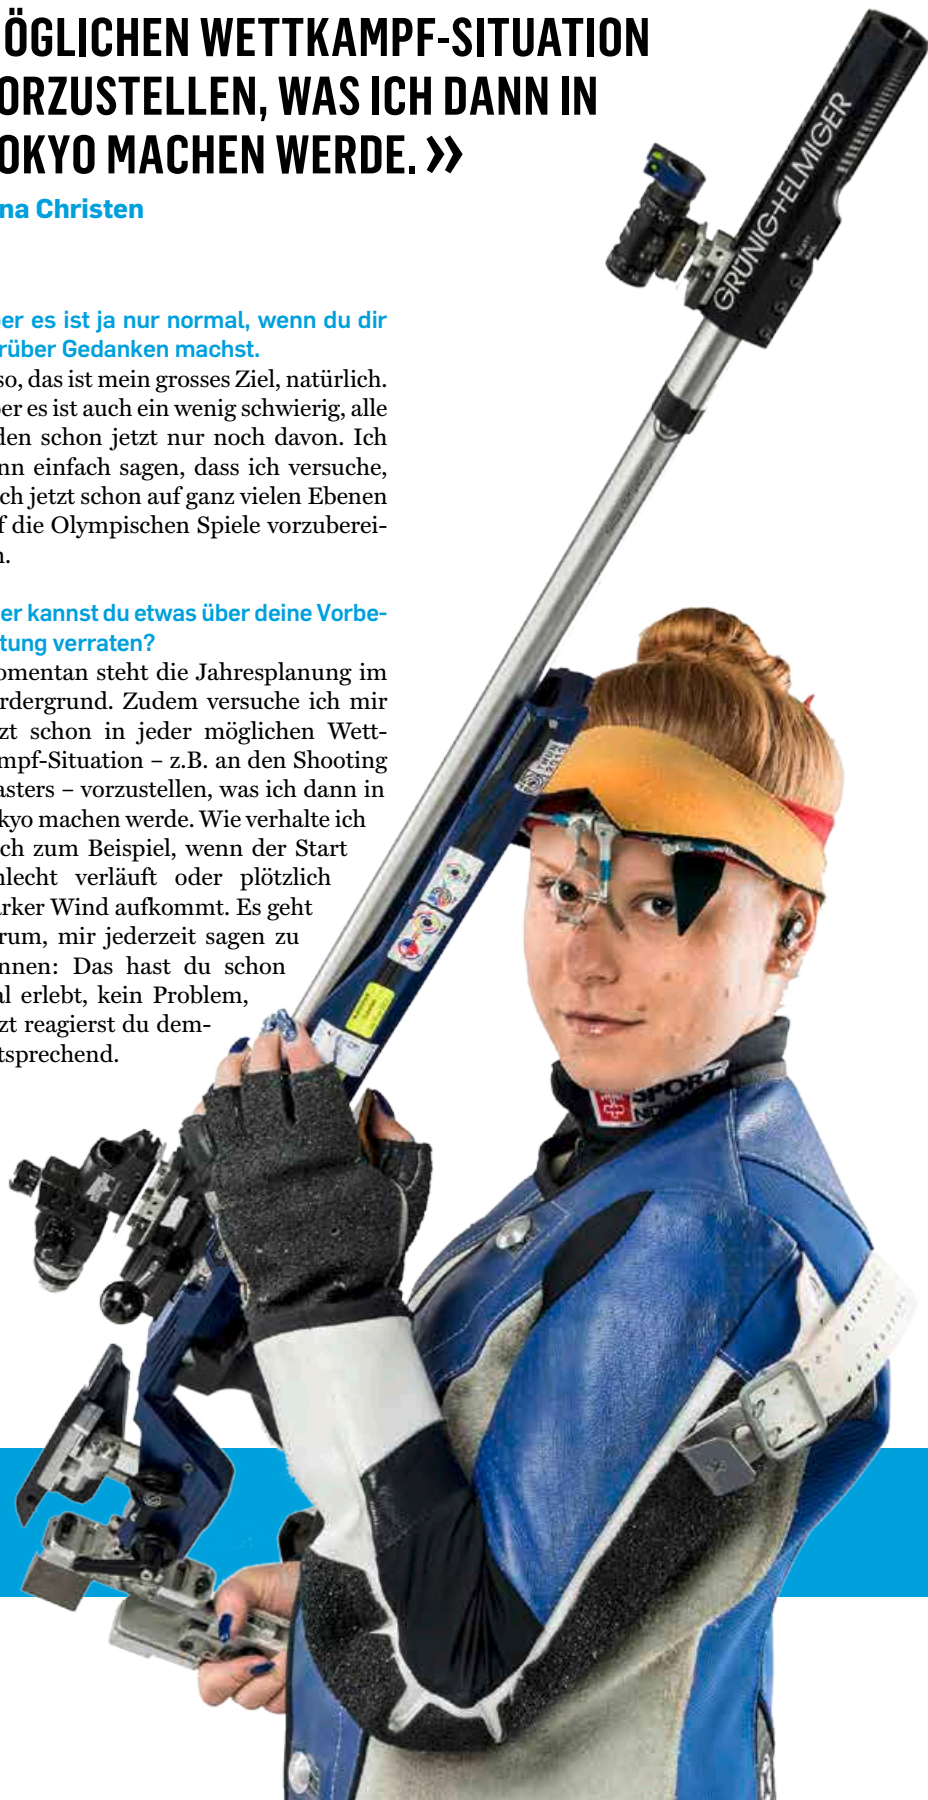 ÖGLICHEN WETTKAMPF-SITUATION
ORZUSTELLEN, WAS ICH DANN IN
OKYO MACHEN WERDE. »
na Christen
er es ist ja nur normal, wenn du dir
rüber Gedanken machst.
so, das ist mein grosses Ziel, natürlich.
er es ist auch ein wenig schwierig, alle
den schon jetzt nur noch davon. Ich
nn einfach sagen, dass ich versuche,
ch jetzt schon auf ganz vielen Ebenen
f die Olympischen Spiele vorzuberei-
n.
er kannst du etwas über deine Vorbe-
tung verraten?
omentan steht die Jahresplanung im
rdergrund. Zudem versuche ich mir
zt schon in jeder möglichen Wett-
mpf-Situation – z.B. an den Shooting
asters – vorzustellen, was ich dann in
kyo machen werde. Wie verhalte ich
ch zum Beispiel, wenn der Start
hlecht verläuft oder plötzlich
arker Wind aufkommt. Es geht
rum, mir jederzeit sagen zu
nnen: Das hast du schon
al erlebt, kein Problem,
zt reagierst du dem-
tsprechend.
GRÜNIG+ELMIGER
SPORT